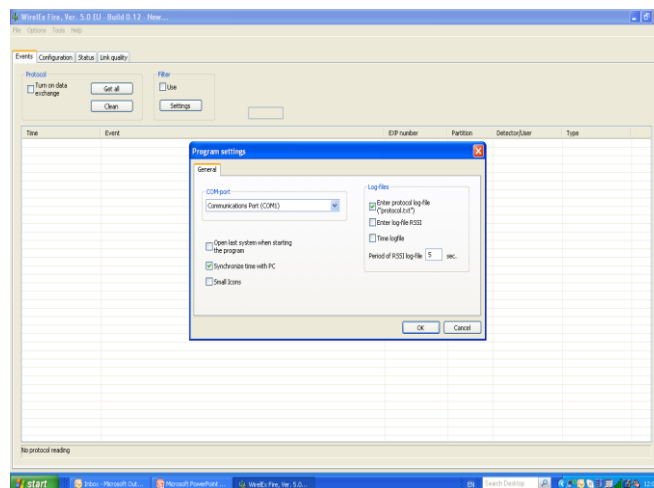 WirelEx Fire, Ver. 5.0 EU - Build 0.12 - New...
File Options Tools Help
Events Configuration Status Link quality
Protocol
Filter
Turn on data exchange
Get all
Use
Clean
Settings
Time Event EXP number Partition Detector/User Type
Program settings
General
COM-port
Communications Port (COM1)
Log-files
Enter protocol log-file
("protocol.txt")
Enter log-file RSSI
Time logfile
Period of RSSI log-file 5 sec.
Open last system when starting
the program
Synchronize time with PC
Small Icons
OK Cancel
No protocol reading
start Inbox - Microsoft Out... Microsoft PowerPoint ... WirelEx Fire, Ver. 5.0... EN Search Desktop